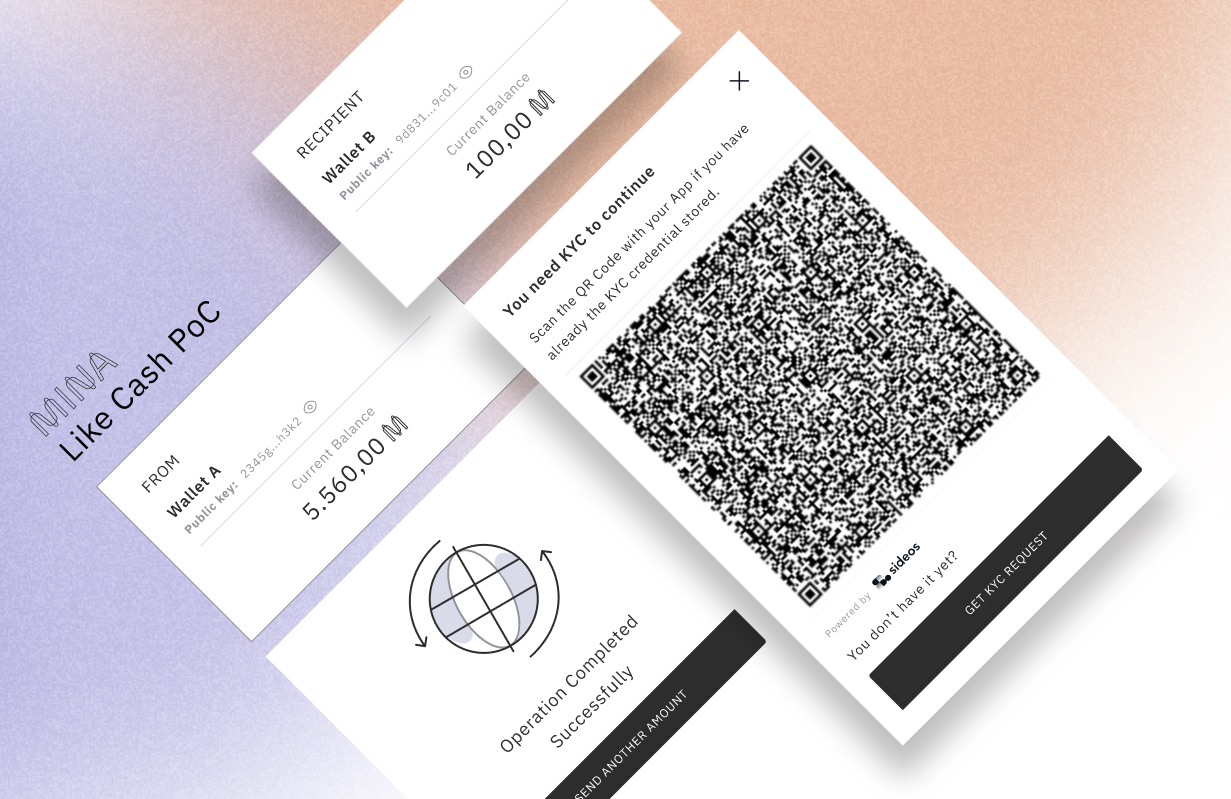 MINA
Like Cash PoC
RECIPIENT
Wallet B
Public key: 9d831...9c01
Current Balance
100,00 M
FROM
Wallet A
Public key: 2345g...h3k2
Current Balance
5.560,00 M
Operation Completed
Successfully
SEND ANOTHER AMOUNT
You need KYC to continue
Scan the QR Code with your App if you have
already the KYC credential stored.
Powered by sideos
You don't have it yet?
GET KYC REQUEST